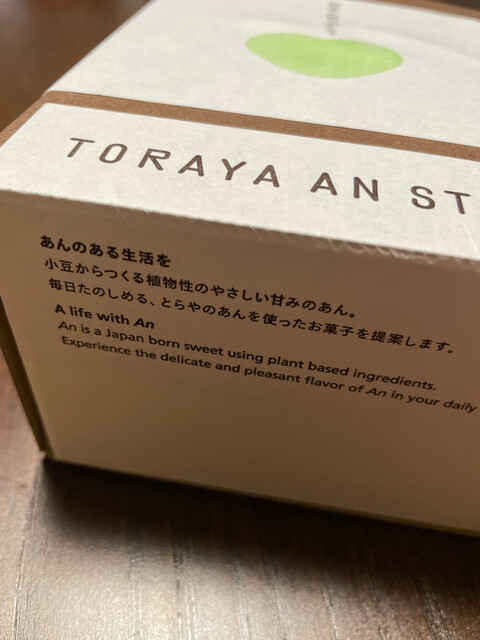 TORAYA AN ST
あんのある生活を
小豆からつくる植物性のやさしい甘みのあん。
毎日たのしめる、とらやのあんを使ったお菓子を提案します。
A life with An
An is a Japan born sweet using plant based ingredients.
Experience the delicate and pleasant flavor of An in your daily